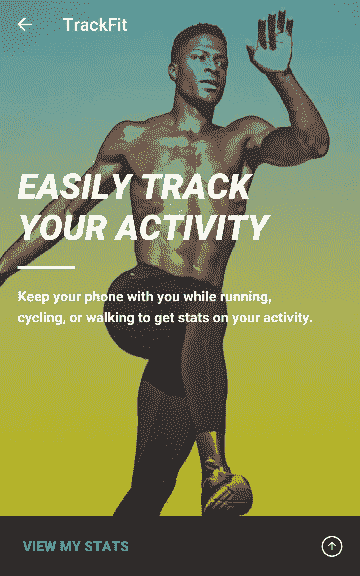 TrackFit
EASILY TRACK
YOUR ACTIVITY
Keep your phone with you while running,
cycling, or walking to get stats on your activity.
VIEW MY STATS